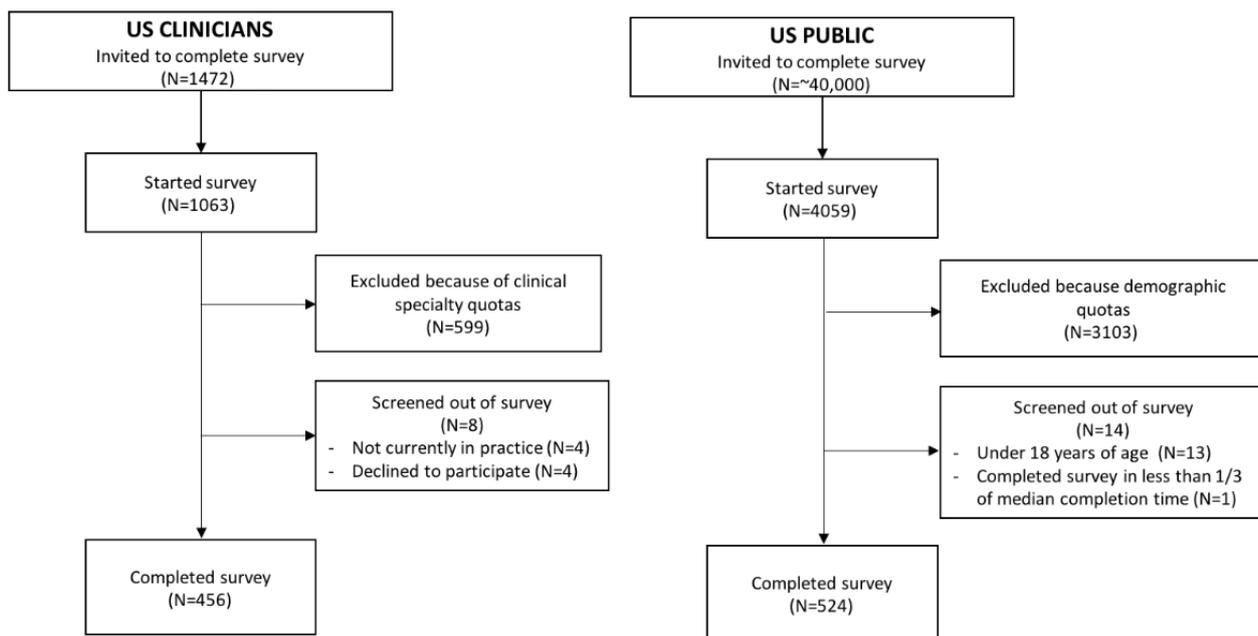 US CLINICIANS
Invited to complete survey
(N=1472)
Started survey
(N=1063)
Excluded because of clinical
specialty quotas
(N=599)
Screened out of survey
(N=8)
- Not currently in practice (N=4)
- Declined to participate (N=4)
Completed survey
(N=456)
US PUBLIC
Invited to complete survey
(N=~40,000)
Started survey
(N=4059)
Excluded because demographic
quotas
(N=3103)
Screened out of survey
(N=14)
- Under 18 years of age (N=13)
- Completed survey in less than 1/3
of median completion time (N=1)
Completed survey
(N=524)